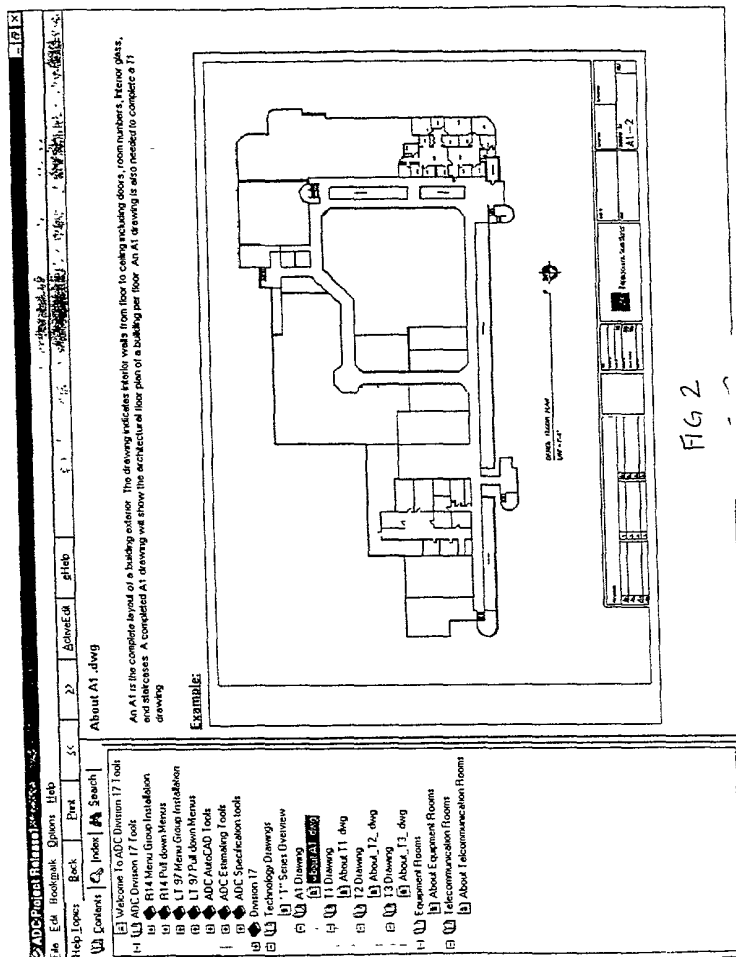 ADC Project Release
File Edit Bookmark Options Help
Help Topics Back Print << >> ActiveEdit eHelp
Contents Index Search
Welcome To ADC Division 17 Tools
ADC Division 17 Tools
R14 Menu Group Installation
R14 Pull down Menus
LT 97 Menu Group Installation
LT 97 Pull down Menus
ADC AutoCAD Tools
ADC Estimating Tools
ADC Specification tools
Division 17
Technology Drawings
"T" Series Overview
A1 Drawing
About A1 .dwg
T1 Drawing
About T1 dwg
T2 Drawing
About_T2_dwg
T3 Drawing
About_T3_dwg
Equipment Rooms
About Equipment Rooms
Telecommunication Rooms
About Telecommunication Rooms
About A1 .dwg
An A1 is the complete layout of a building exterior The drawing indicates interior walls from floor to ceiling including doors, room numbers, interior glass,
and staircases A completed A1 drawing will show the architectural floor plan of a building per floor An A1 drawing is also needed to complete a T1
drawing
Example:
FLOOR PLAN
A1-2
FIG 2